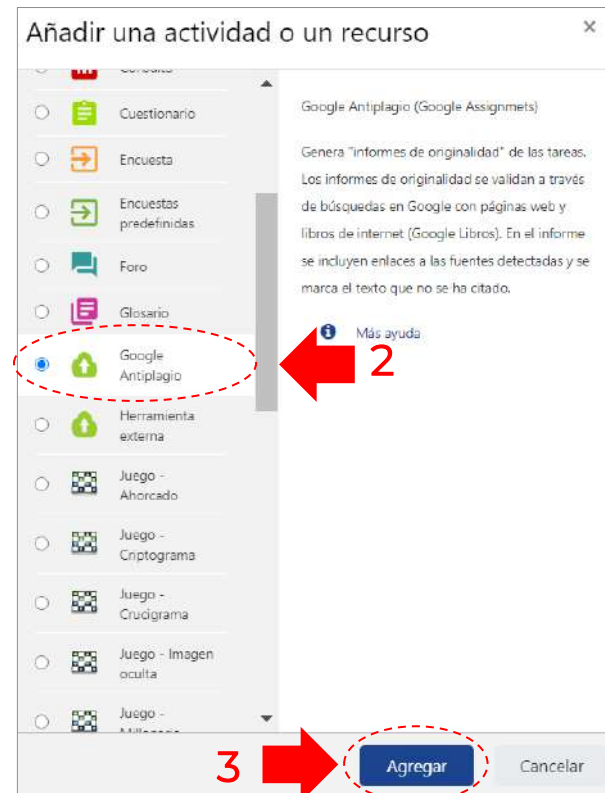 Añadir una actividad o un recurso
×
Cuestionario
Encuesta
Encuestas
predefinidas
Foro
Glosario
Google
Antiplagio
Herramienta
externa
Juego -
Ahorcado
Juego -
Criptograma
Juego -
Crucigrama
Juego - Imagen
oculta
Juego -
Google Antiplagio (Google Assignmets)
Genera "informes de originalidad" de las tareas.
Los informes de originalidad se validan a través
de búsquedas en Google con páginas web y
libros de internet (Google Libros). En el informe
se incluyen enlaces a las fuentes detectadas y se
marca el texto que no se ha citado.
Más ayuda
2
3
Agregar
Cancelar